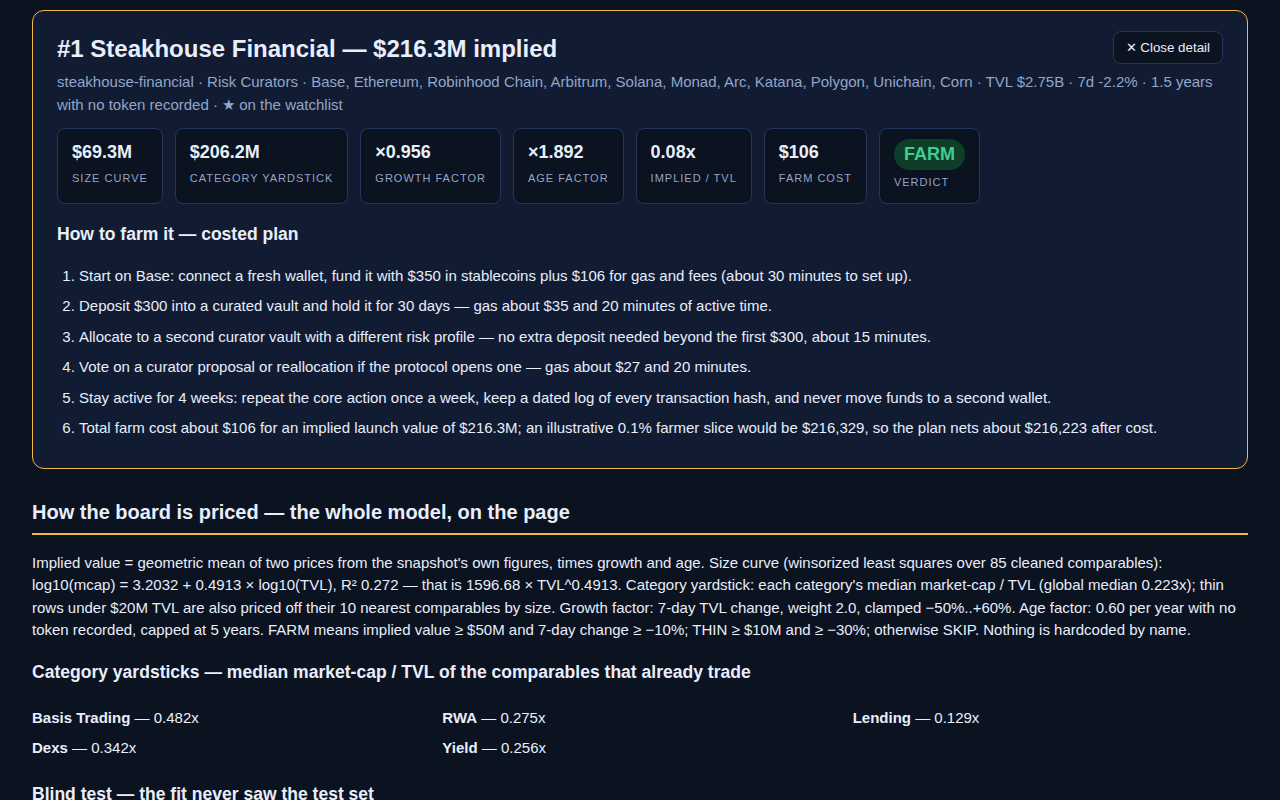 #1 Steakhouse Financial — $216.3M implied
✕ Close detail
steakhouse-financial · Risk Curators · Base, Ethereum, Robinhood Chain, Arbitrum, Solana, Monad, Arc, Katana, Polygon, Unichain, Corn · TVL $2.75B · 7d -2.2% · 1.5 years
with no token recorded · ★ on the watchlist
$69.3M
SIZE CURVE
$206.2M
CATEGORY YARDSTICK
×0.956
GROWTH FACTOR
×1.892
AGE FACTOR
0.08x
IMPLIED / TVL
$106
FARM COST
FARM
VERDICT
How to farm it — costed plan
1. Start on Base: connect a fresh wallet, fund it with $350 in stablecoins plus $106 for gas and fees (about 30 minutes to set up).
2. Deposit $300 into a curated vault and hold it for 30 days — gas about $35 and 20 minutes of active time.
3. Allocate to a second curator vault with a different risk profile — no extra deposit needed beyond the first $300, about 15 minutes.
4. Vote on a curator proposal or reallocation if the protocol opens one — gas about $27 and 20 minutes.
5. Stay active for 4 weeks: repeat the core action once a week, keep a dated log of every transaction hash, and never move funds to a second wallet.
6. Total farm cost about $106 for an implied launch value of $216.3M; an illustrative 0.1% farmer slice would be $216,329, so the plan nets about $216,223 after cost.
How the board is priced — the whole model, on the page
Implied value = geometric mean of two prices from the snapshot's own figures, times growth and age. Size curve (winsorized least squares over 85 cleaned comparables):
log10(mcap) = 3.2032 + 0.4913 × log10(TVL), R² 0.272 — that is 1596.68 × TVL^0.4913. Category yardstick: each category's median market-cap / TVL (global median 0.223x); thin
rows under $20M TVL are also priced off their 10 nearest comparables by size. Growth factor: 7-day TVL change, weight 2.0, clamped −50%..+60%. Age factor: 0.60 per year with no
token recorded, capped at 5 years. FARM means implied value ≥ $50M and 7-day change ≥ −10%; THIN ≥ $10M and ≥ −30%; otherwise SKIP. Nothing is hardcoded by name.
Category yardsticks — median market-cap / TVL of the comparables that already trade
Basis Trading — 0.482x
RWA — 0.275x
Lending — 0.129x
Dexs — 0.342x
Yield — 0.256x
Blind test — the fit never saw the test set